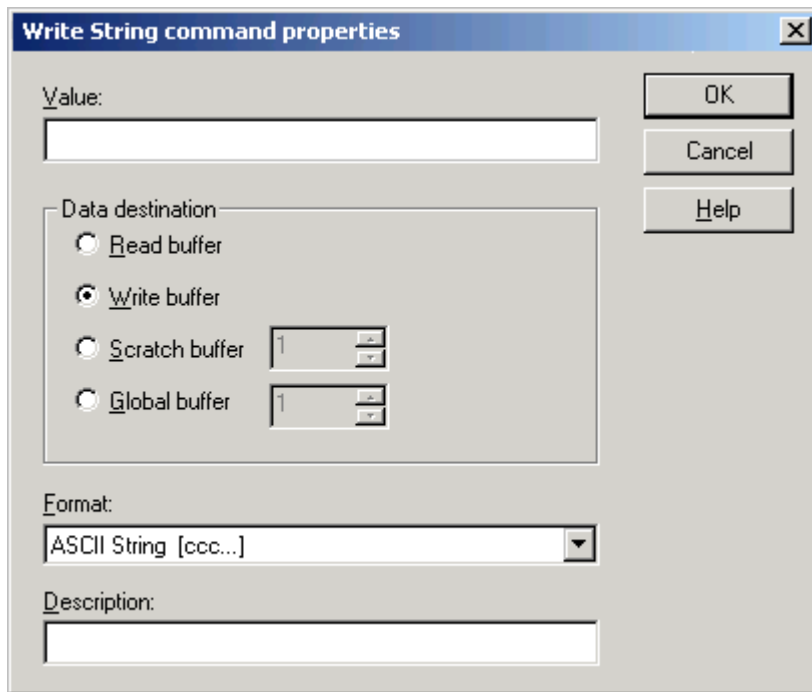 Write String command properties
Value:
OK
Cancel
Help
Data destination
Read buffer
Write buffer
Scratch buffer 1
Global buffer 1
Format:
ASCII String [ccc...]
Description: